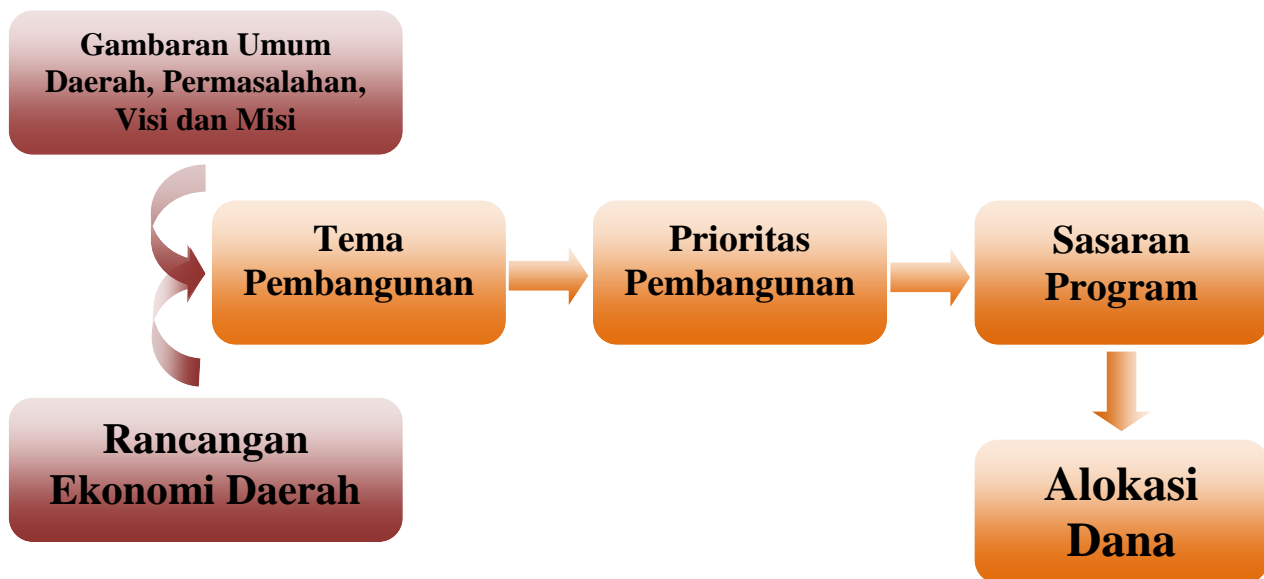 Gambaran Umum
Daerah, Permasalahan,
Visi dan Misi
Tema
Pembangunan
Prioritas
Pembangunan
Sasaran
Program
Rancangan
Ekonomi Daerah
Alokasi
Dana